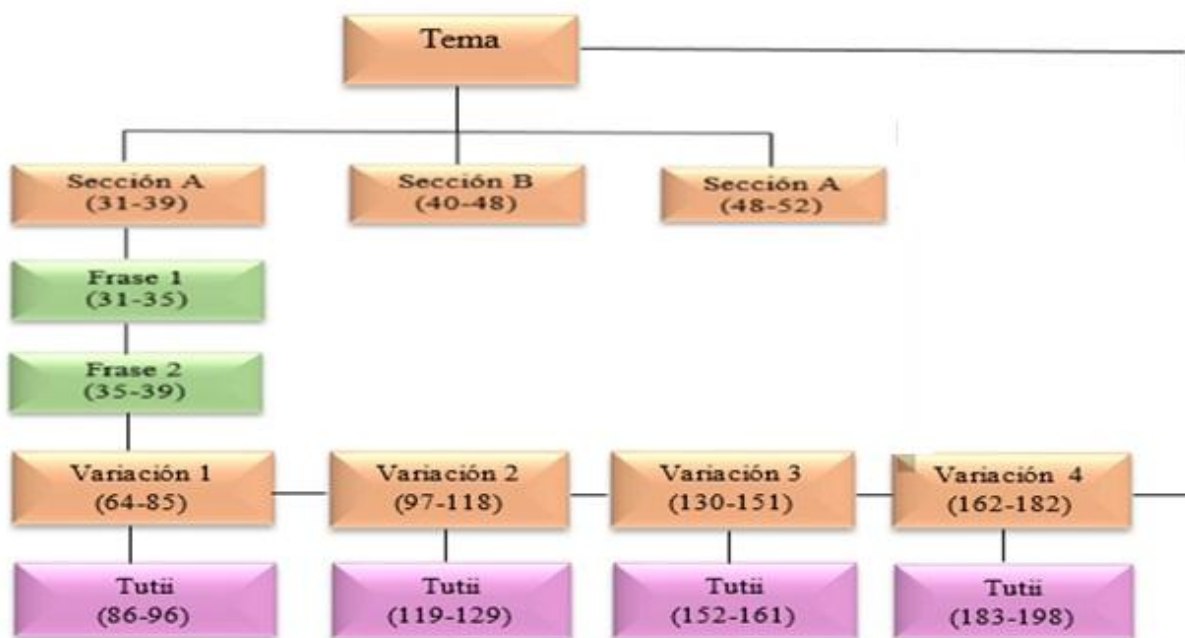 Tema
Sección A
(31-39)
Sección B
(40-48)
Sección A
(48-52)
Frase 1
(31-35)
Frase 2
(35-39)
Variación 1
(64-85)
Variación 2
(97-118)
Variación 3
(130-151)
Variación 4
(162-182)
Tutii
(86-96)
Tutii
(119-129)
Tutii
(152-161)
Tutii
(183-198)